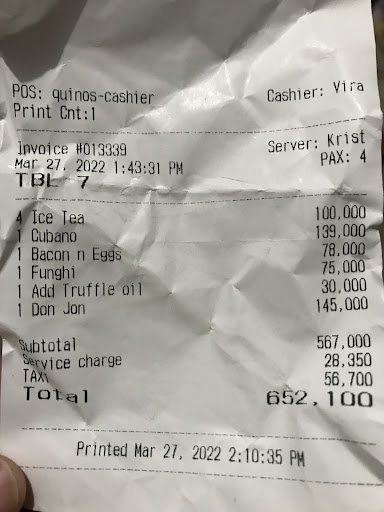 POS: quinos-cashier Cashier: Vira
Print Cnt:1
Invoice #013339 Server: Krist
Mar 27, 2022 1:43:31 PM PAX: 4
TBL 7
4 Ice Tea 100,000
1 Cubano 139,000
1 Bacon n Eggs 78,000
1 Funghi 75,000
1 Add Truffle oil 30,000
1 Don Jon 145,000
Subtotal 567,000
Service charge 28,350
TAX 56,700
Total 652,100
Printed Mar 27, 2022 2:10:35 PM